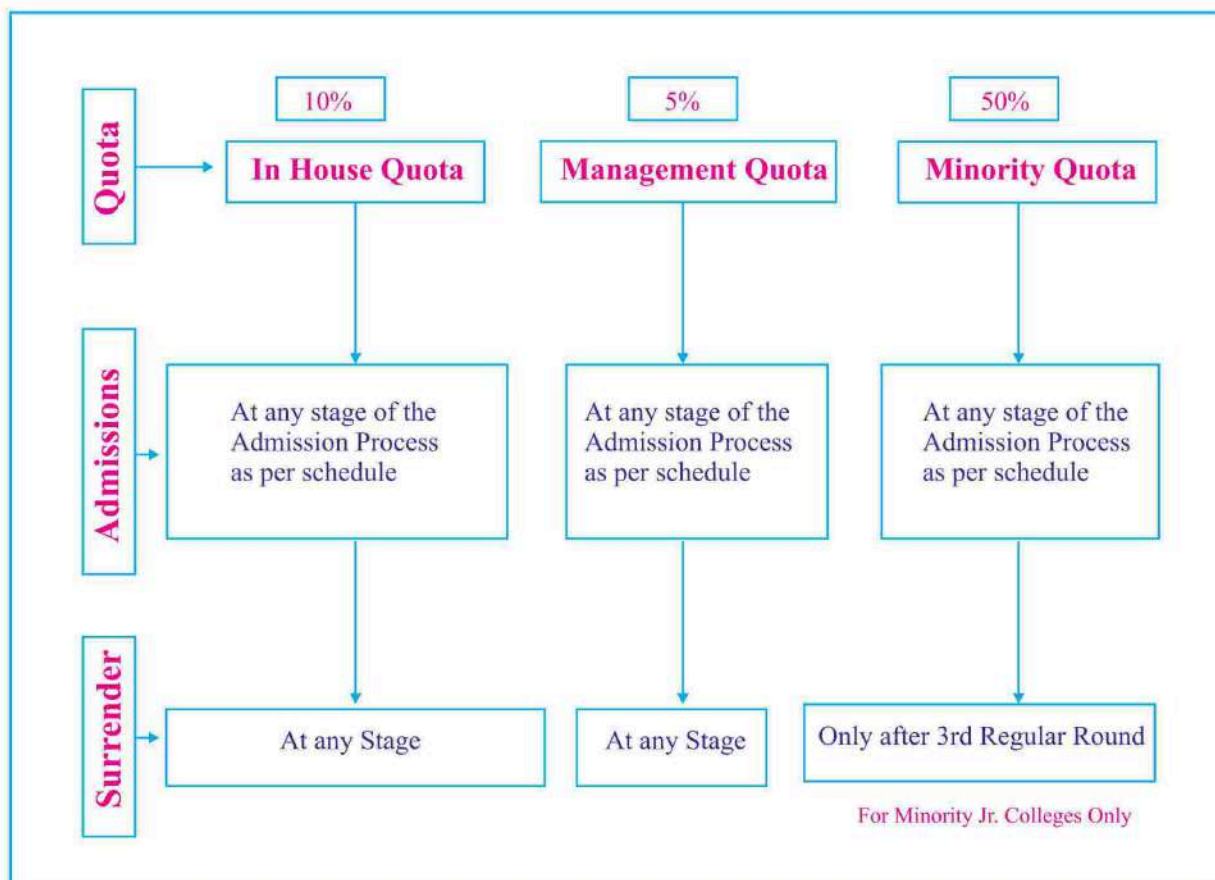 Quota
10%
5%
50%
In House Quota
Management Quota
Minority Quota
Admissions
At any stage of the
Admission Process
as per schedule
At any stage of the
Admission Process
as per schedule
At any stage of the
Admission Process
as per schedule
Surrender
At any Stage
At any Stage
Only after 3rd Regular Round
For Minority Jr. Colleges Only